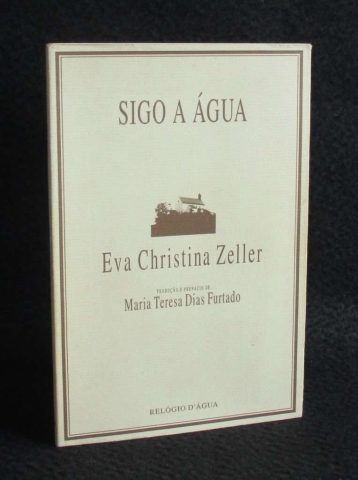 SIGO A ÁGUA
Eva Christina Zeller
TRADUÇÃO E PREFÁCIO DE
Maria Teresa Dias Furtado
RELÓGIO D'ÁGUA